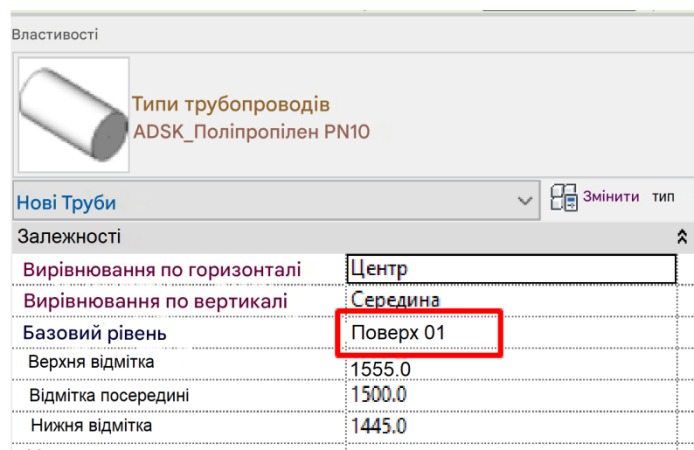 Властивості
Типи трубопроводів
ADSK_Поліпропілен PN10
Нові Труби Змінити тип
Залежності
Вирівнювання по горизонталі Центр
Вирівнювання по вертикалі Середина
Базовий рівень Поверх 01
Верхня відмітка 1555.0
Відмітка посередині 1500.0
Нижня відмітка 1445.0